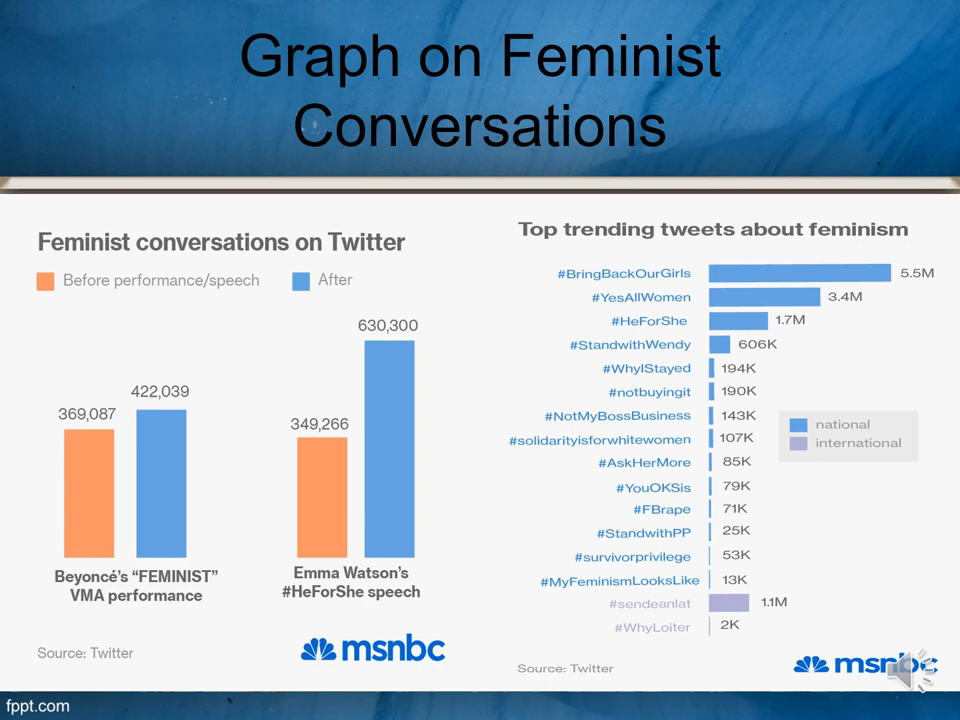 Graph on Feminist
Conversations
Feminist conversations on Twitter
Before performance/speech
After
369,087
422,039
349,266
630,300
Beyoncé's “FEMINIST”
VMA performance
Emma Watson's
#HeForShe speech
Source: Twitter
msnbc
Top trending tweets about feminism
#BringBackOurGirls 5.5M
#YesAllWomen 3.4M
#HeForShe 1.7M
#StandwithWendy 606K
#WhyIStayed 194K
#notbuyingit 190K
#NotMyBossBusiness 143K
#solidarityisforwhitewomen 107K
#AskHerMore 85K
#YouOKSis 79K
#FBrape 71K
#StandwithPP 25K
#survivorprivilege 53K
#MyFeminismLooksLike 13K
#sendeanlat 1.1M
#WhyLoiter 2K
national
international
Source: Twitter
msnbc
fppt.com